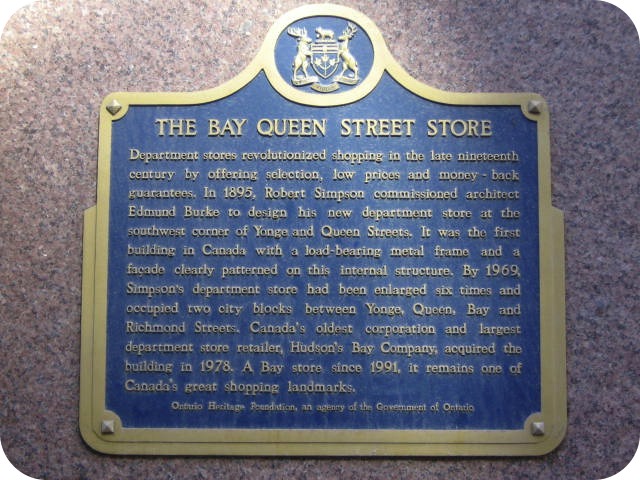 THE BAY QUEEN STREET STORE
Department stores revolutionized shopping in the late nineteenth
century by offering selection, low prices and money-back
guarantees. In 1895, Robert Simpson commissioned architect
Edmund Burke to design his new department store at the
southwest corner of Yonge and Queen Streets. It was the first
building in Canada with a load-bearing metal frame and a
façade clearly patterned on this internal structure. By 1969,
Simpson's department store had been enlarged six times and
occupied two city blocks between Yonge, Queen, Bay and
Richmond Streets. Canada's oldest corporation and largest
department store retailer, Hudson's Bay Company, acquired the
building in 1978. A Bay store since 1991, it remains one of
Canada's great shopping landmarks.
Ontario Heritage Foundation, an agency of the Government of Ontario